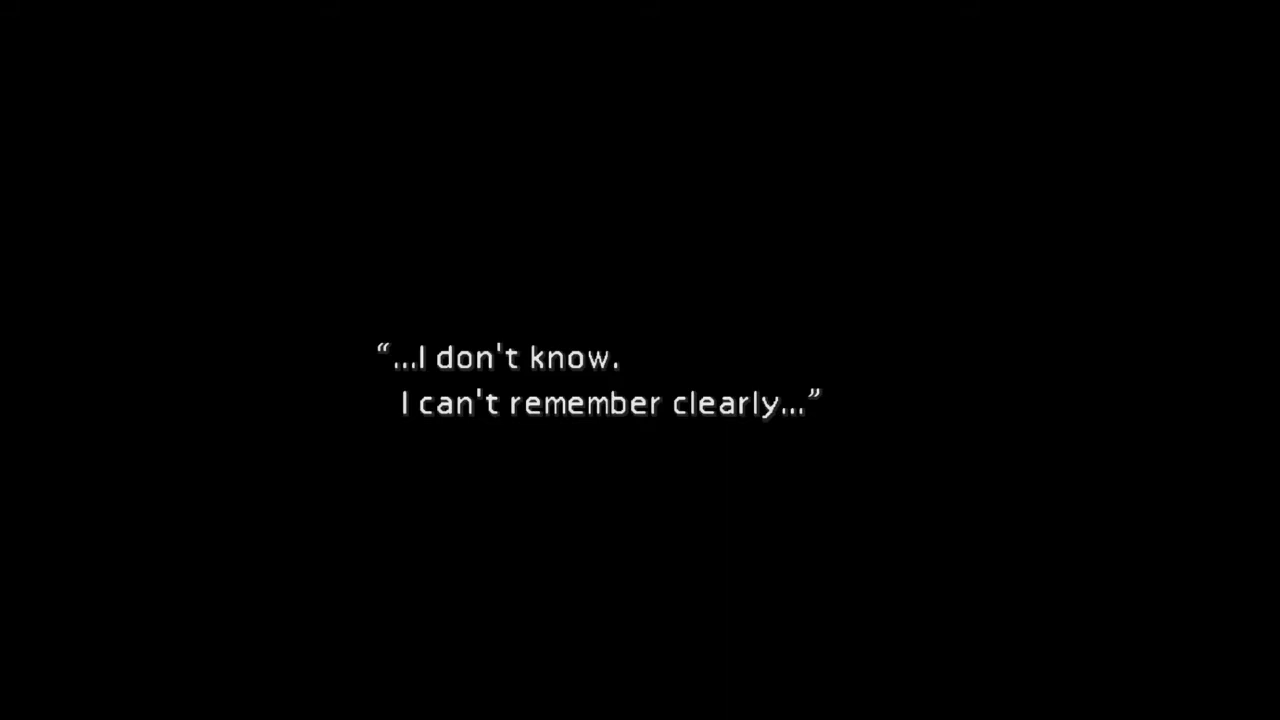 “...I don't know.
I can't remember clearly...”